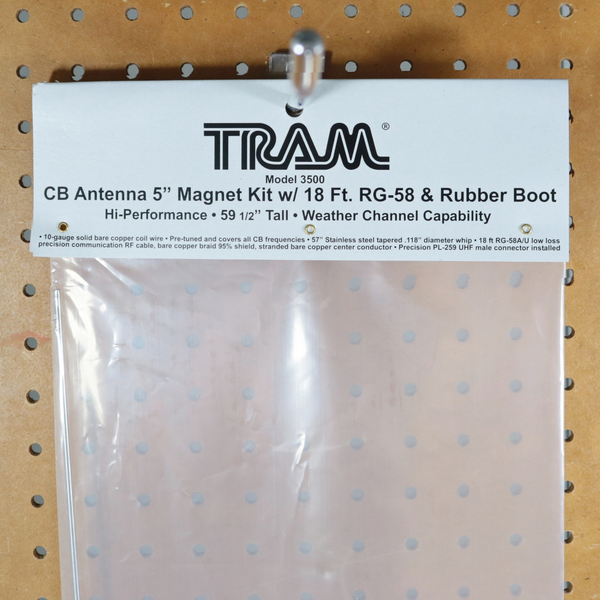 TRAM®
Model 3500
CB Antenna 5” Magnet Kit w/ 18 Ft. RG-58 & Rubber Boot
Hi-Performance • 59 1/2” Tall • Weather Channel Capability
• 10-gauge solid bare copper coil wire • Pre-tuned and covers all CB frequencies • 57” Stainless steel tapered .118” diameter whip • 18 ft RG-58A/U low loss
precision communication RF cable, bare copper braid 95% shield, stranded bare copper center conductor • Precision PL-259 UHF male connector installed